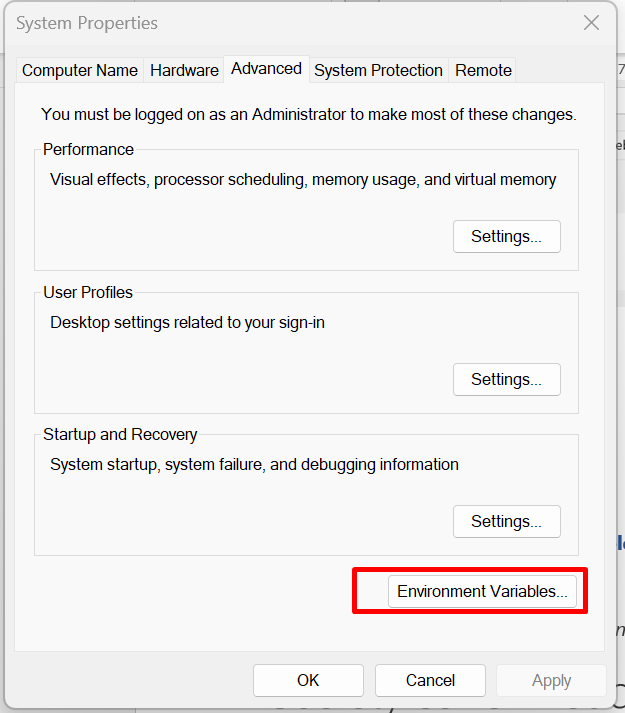 System Properties
Computer Name Hardware Advanced System Protection Remote
You must be logged on as an Administrator to make most of these changes.
Performance
Visual effects, processor scheduling, memory usage, and virtual memory
Settings...
User Profiles
Desktop settings related to your sign-in
Settings...
Startup and Recovery
System startup, system failure, and debugging information
Settings...
Environment Variables...
OK Cancel Apply